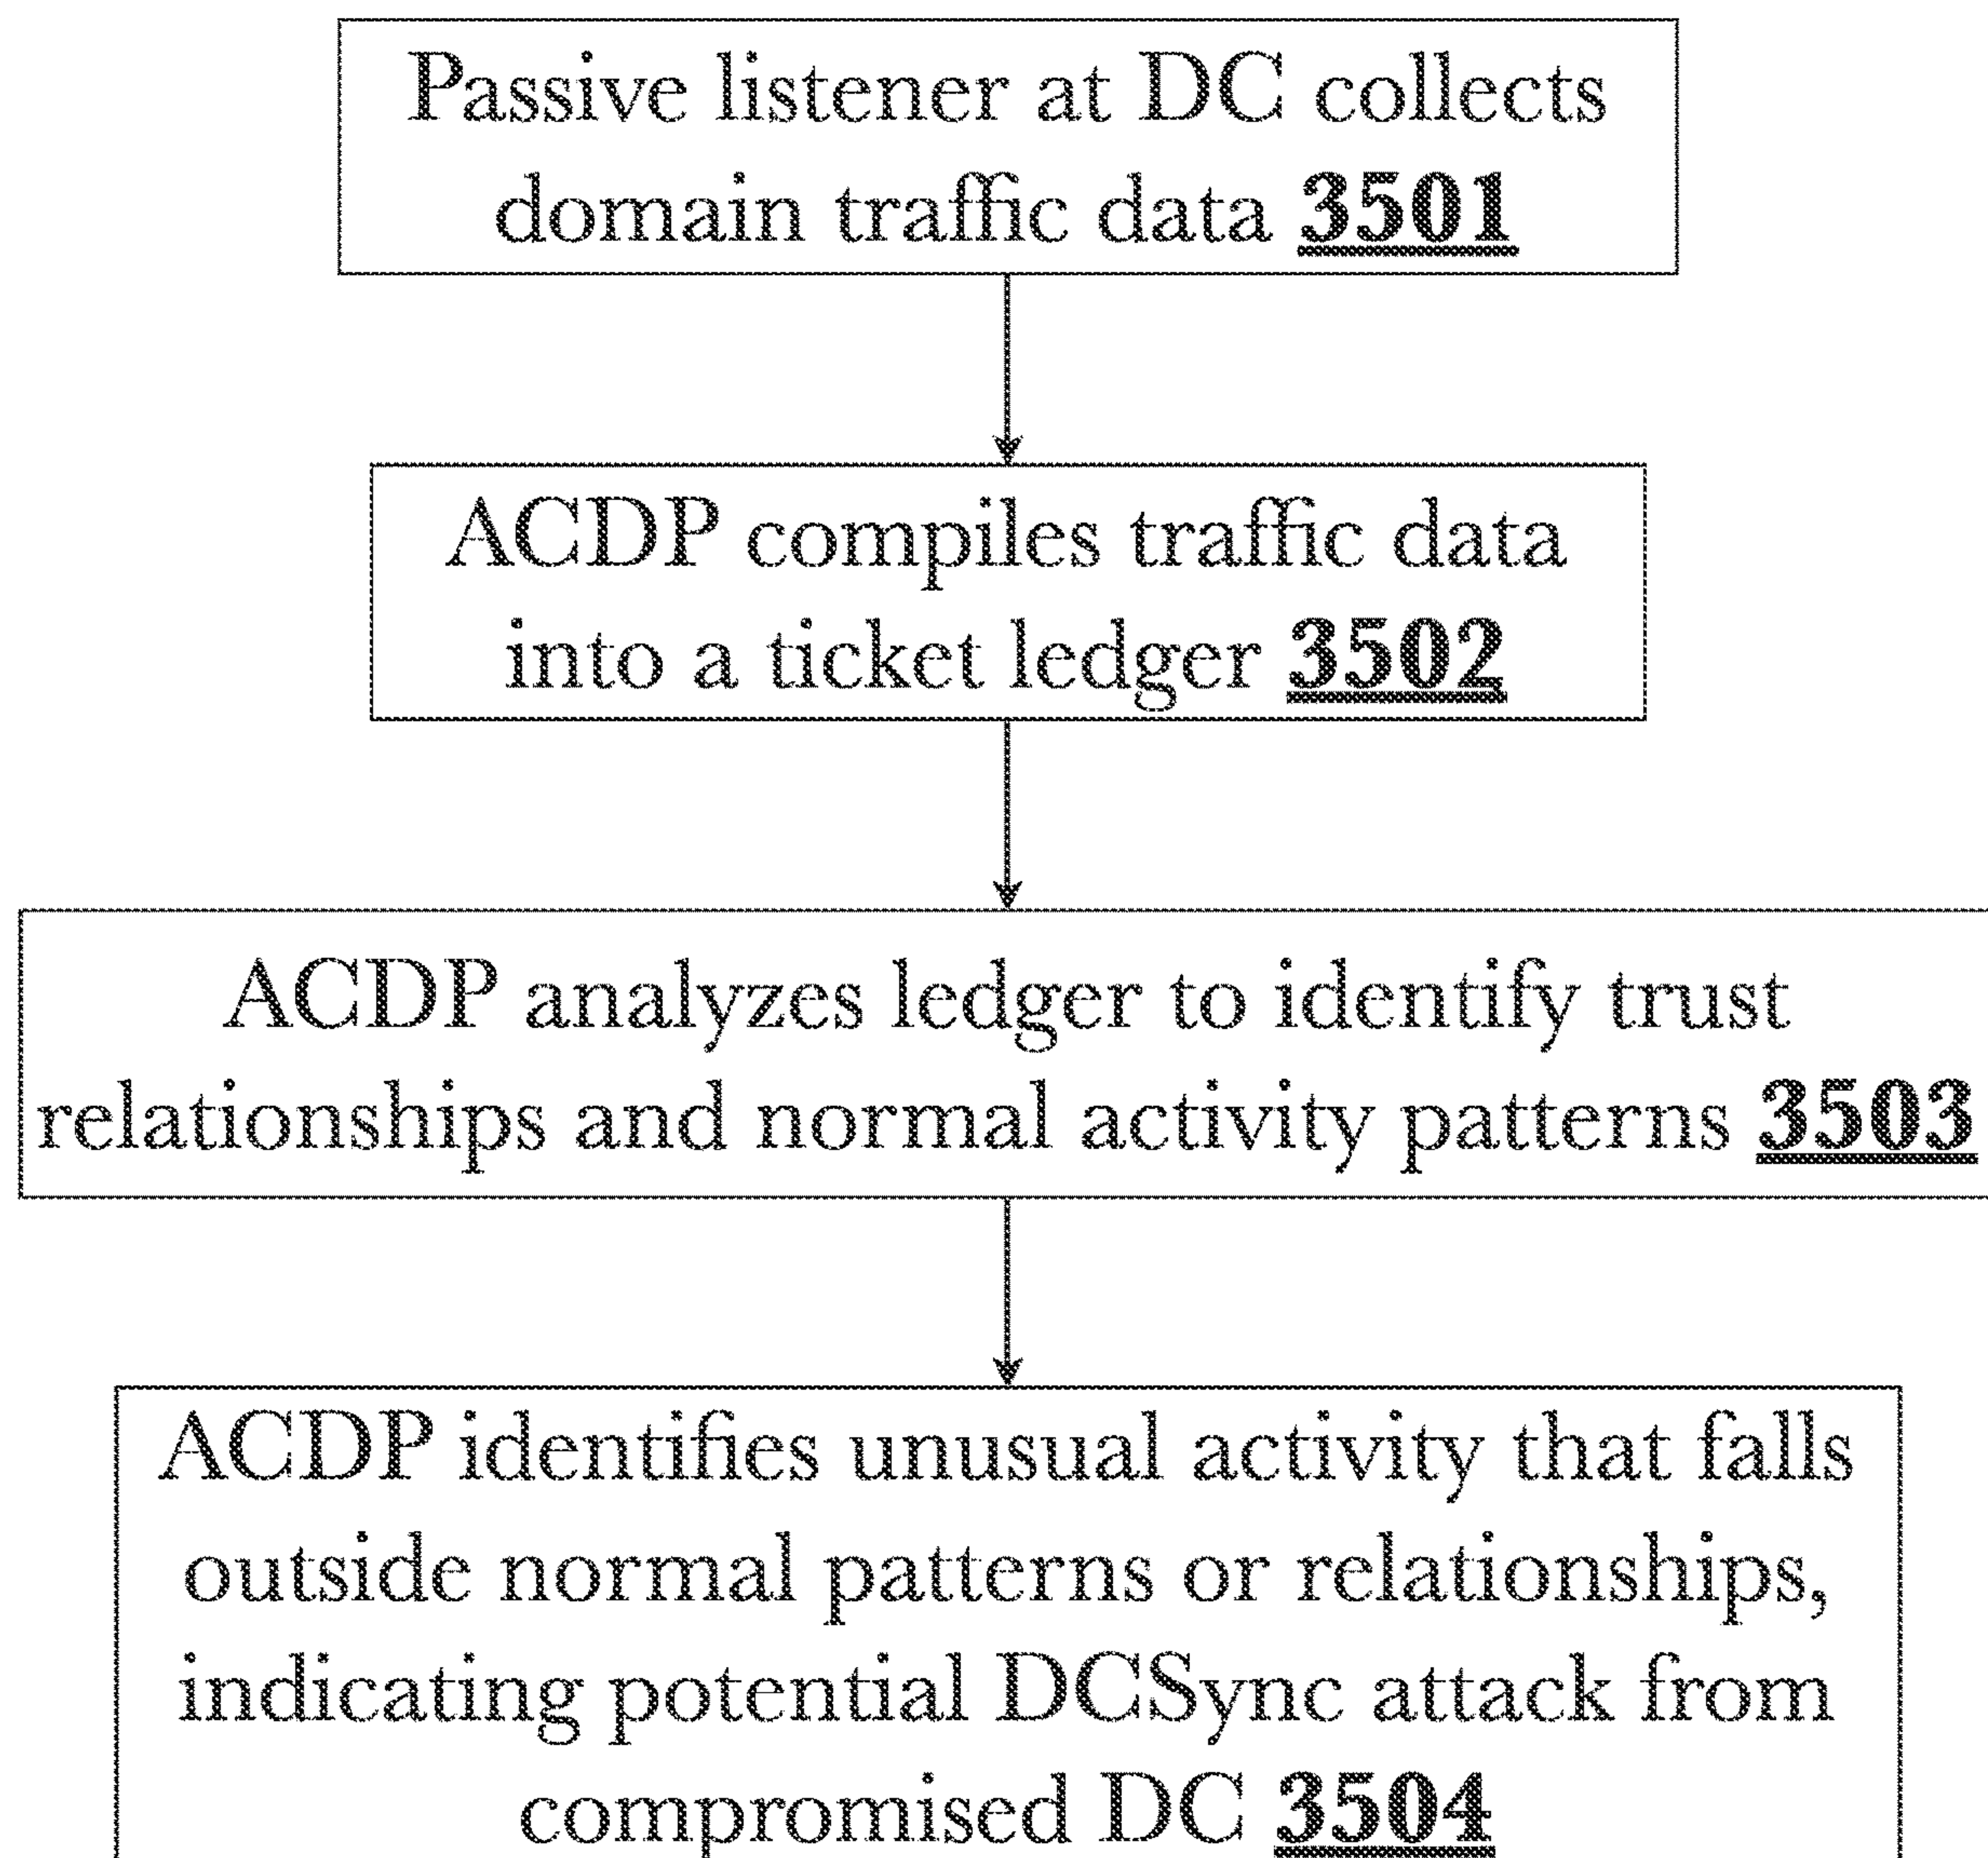 Passive listener at DC collects
domain traffic data 3501
ACDP compiles traffic data
into a ticket ledger 3502
ACDP analyzes ledger to identify trust
relationships and normal activity patterns 3503
ACDP identifies unusual activity that falls
outside normal patterns or relationships,
indicating potential DCSync attack from
compromised DC 3504